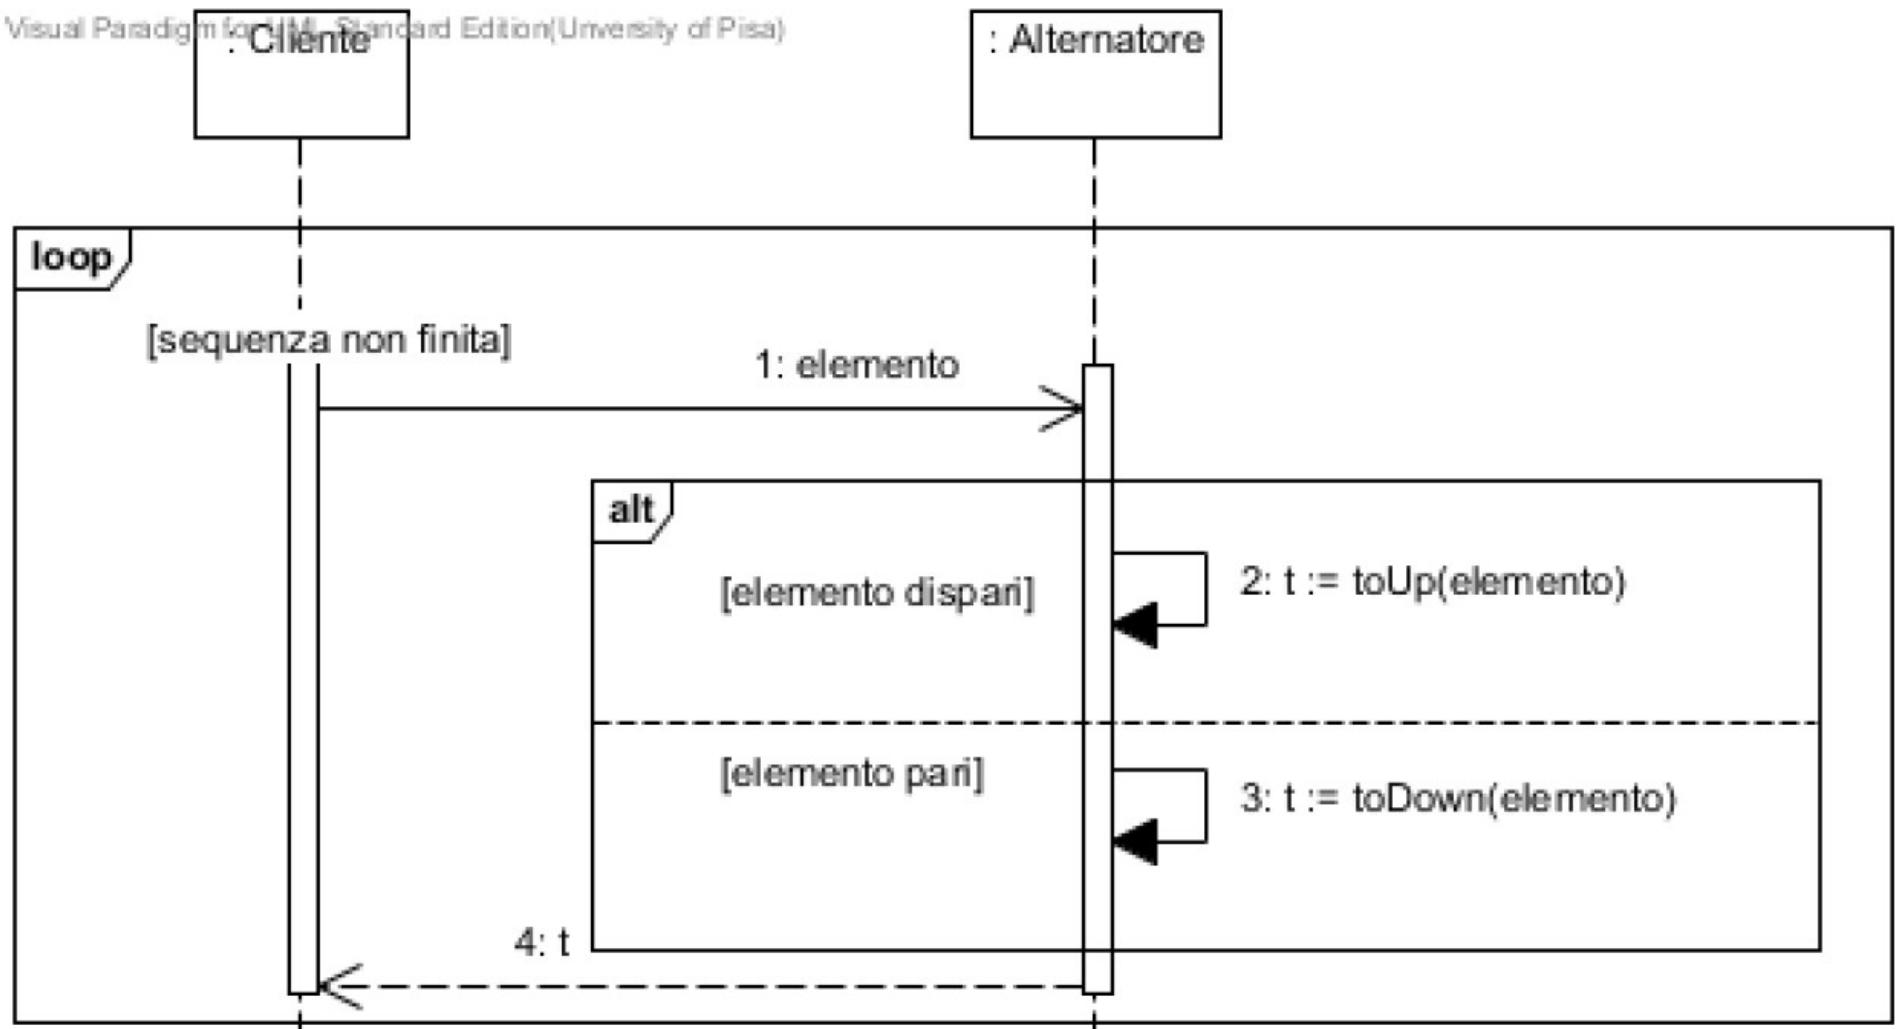 Visual Paradigm for UML Standard Edition(Unversity of Pisa)
: Cliente
: Alternatore
loop
[sequenza non finita]
1: elemento
alt
[elemento dispari]
2: t := toUp(elemento)
[elemento pari]
3: t := toDown(elemento)
4: t